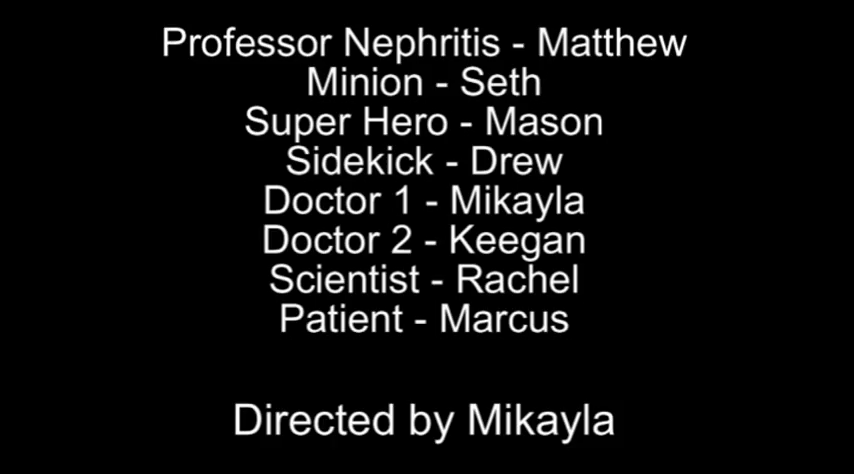 Professor Nephritis - Matthew
Minion - Seth
Super Hero - Mason
Sidekick - Drew
Doctor 1 - Mikayla
Doctor 2 - Keegan
Scientist - Rachel
Patient - Marcus
Directed by Mikayla